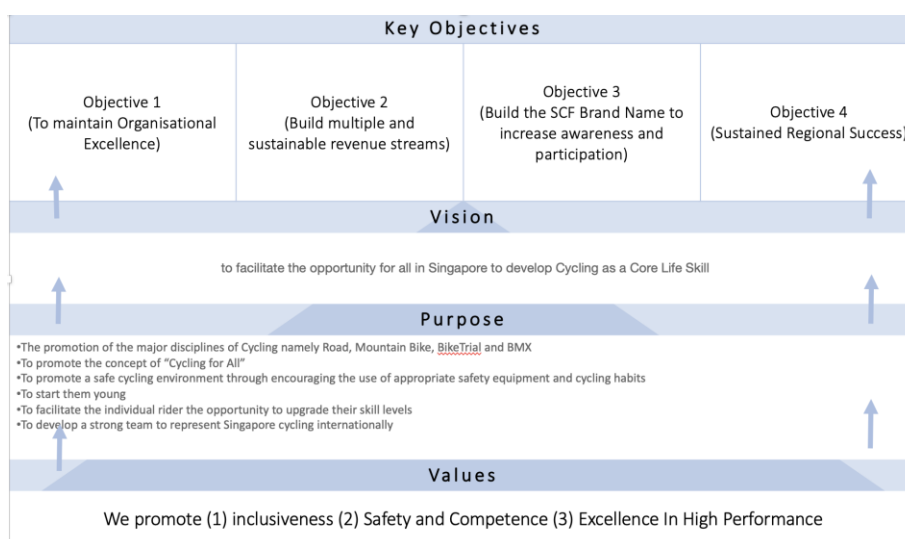 Key Objectives
Objective 1
(To maintain Organisational
Excellence)
Objective 2
(Build multiple and
sustainable revenue streams)
Objective 3
(Build the SCF Brand Name to
increase awareness and
participation)
Objective 4
(Sustained Regional Success)
Vision
to facilitate the opportunity for all in Singapore to develop Cycling as a Core Life Skill
Purpose
•The promotion of the major disciplines of Cycling namely Road, Mountain Bike, BikeTrial and BMX
•To promote the concept of “Cycling for All”
•To promote a safe cycling environment through encouraging the use of appropriate safety equipment and cycling habits
•To start them young
•To facilitate the individual rider the opportunity to upgrade their skill levels
•To develop a strong team to represent Singapore cycling internationally
Values
We promote (1) inclusiveness (2) Safety and Competence (3) Excellence In High Performance